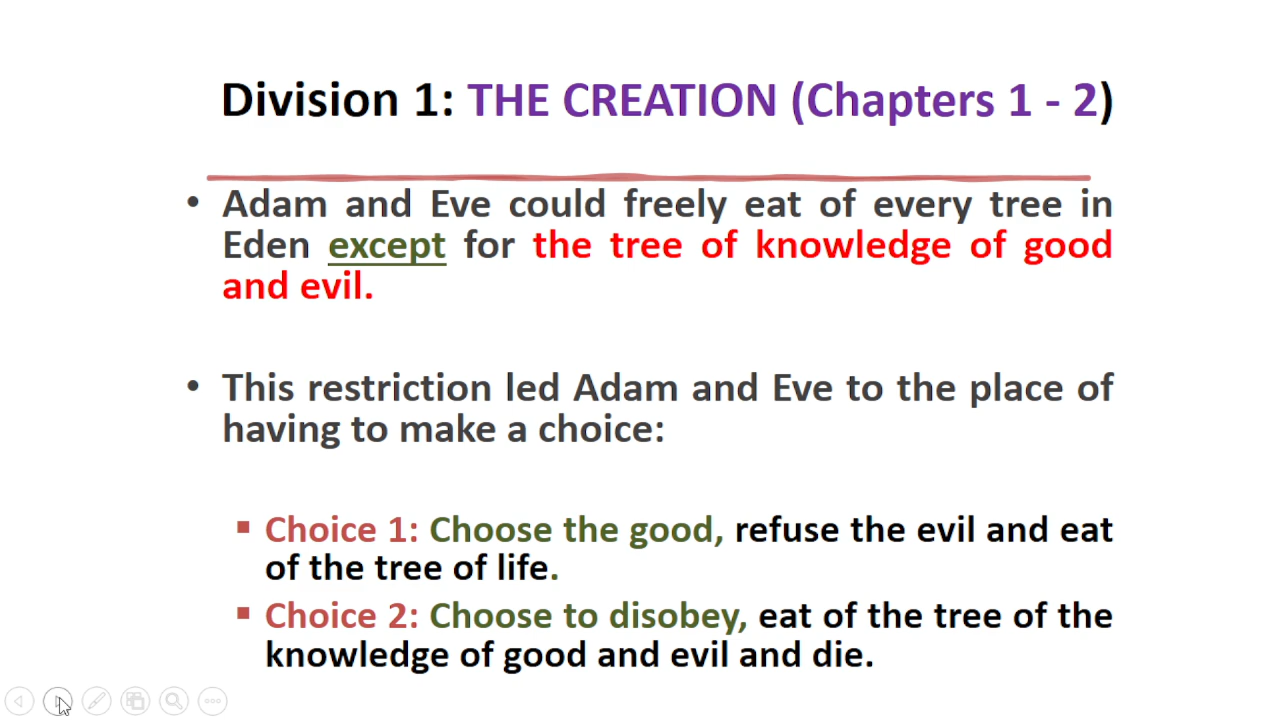 Division 1: THE CREATION (Chapters 1 - 2)
• Adam and Eve could freely eat of every tree in
Eden except for the tree of knowledge of good
and evil.
• This restriction led Adam and Eve to the place of
having to make a choice:
▪ Choice 1: Choose the good, refuse the evil and eat
of the tree of life.
▪ Choice 2: Choose to disobey, eat of the tree of the
knowledge of good and evil and die.